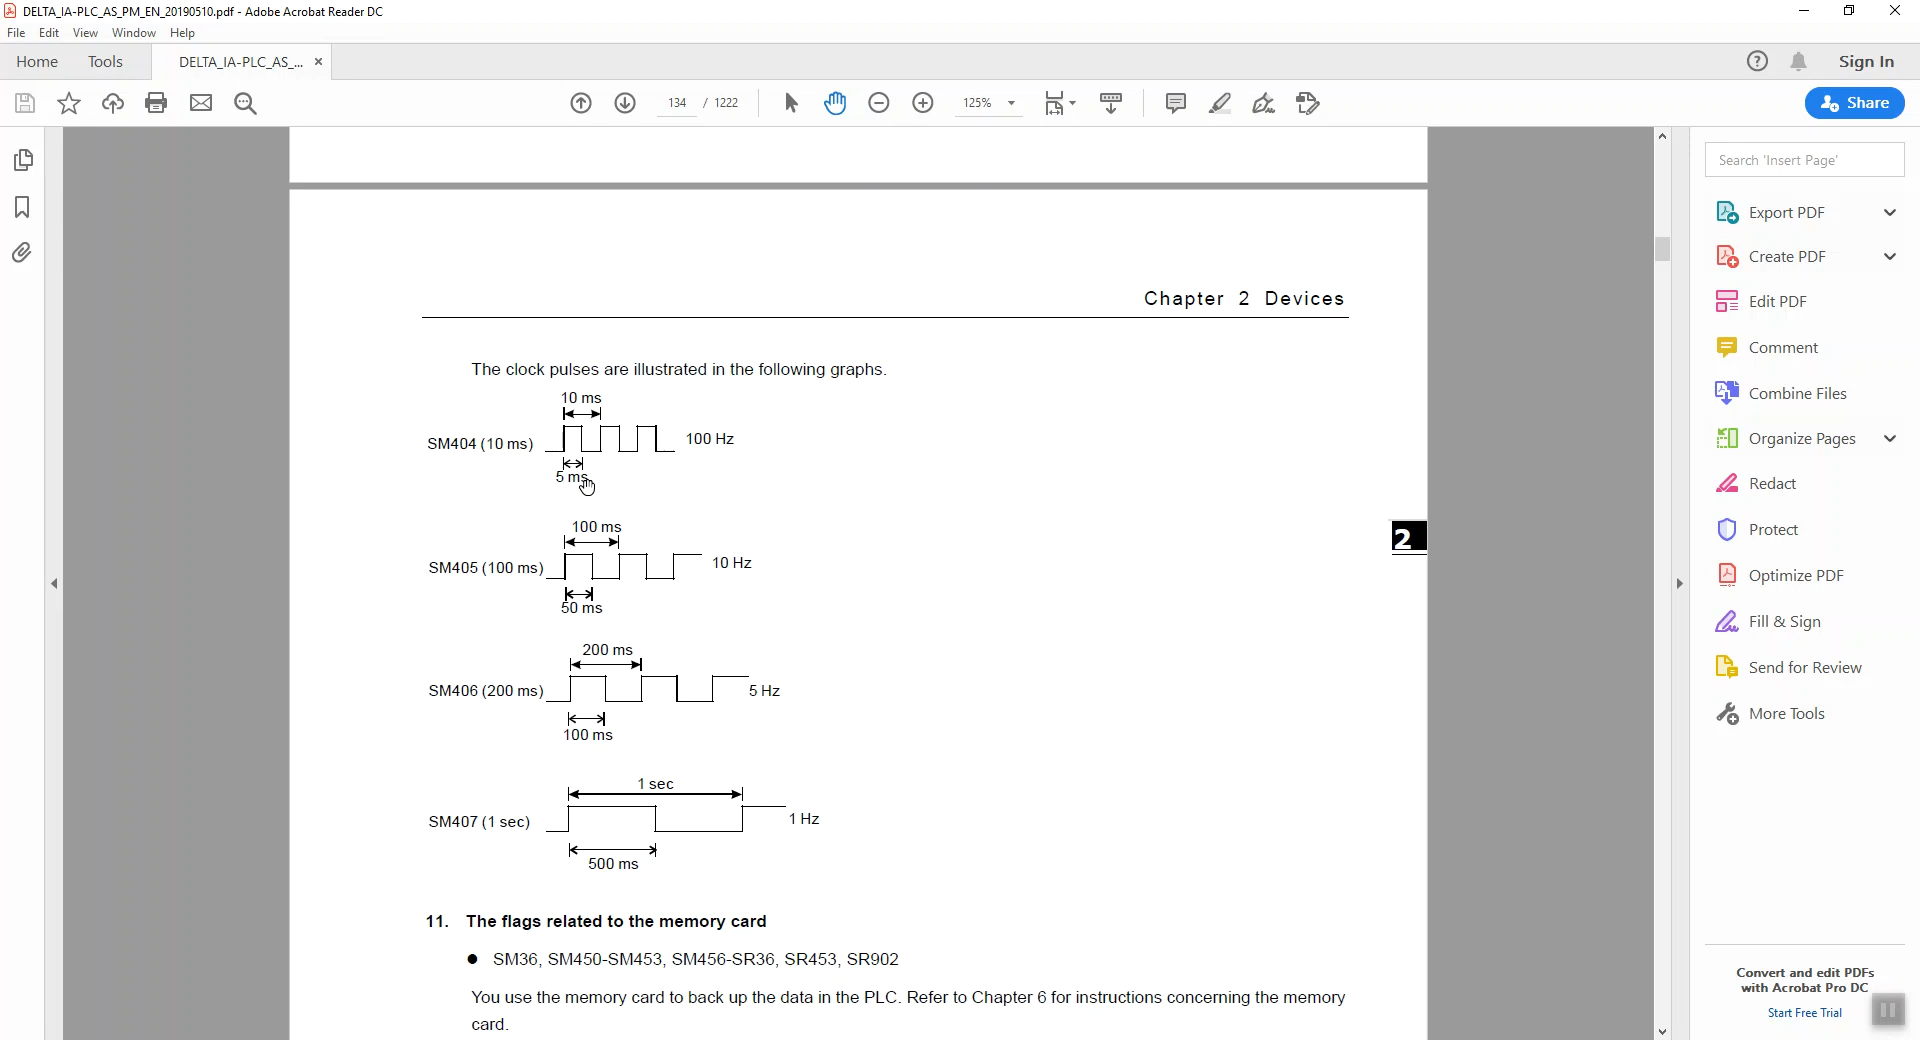 DELTA_IA-PLC_AS_PM_EN_20190510.pdf - Adobe Acrobat Reader DC
File Edit View Window Help
Home Tools DELTA_IA-PLC_AS_... × Sign In
134 / 1222 125% Share
Search 'Insert Page'
Export PDF
Create PDF
Edit PDF
Comment
Combine Files
Organize Pages
Redact
Protect
Optimize PDF
Fill & Sign
Send for Review
More Tools
Convert and edit PDFs
with Acrobat Pro DC
Start Free Trial
Chapter 2 Devices
The clock pulses are illustrated in the following graphs.
10 ms
SM404 (10 ms) 100 Hz
5 ms
100 ms
SM405 (100 ms) 10 Hz
50 ms
2
200 ms
SM406 (200 ms) 5 Hz
100 ms
1 sec
SM407 (1 sec) 1 Hz
500 ms
11. The flags related to the memory card
● SM36, SM450-SM453, SM456-SR36, SR453, SR902
You use the memory card to back up the data in the PLC. Refer to Chapter 6 for instructions concerning the memory
card.